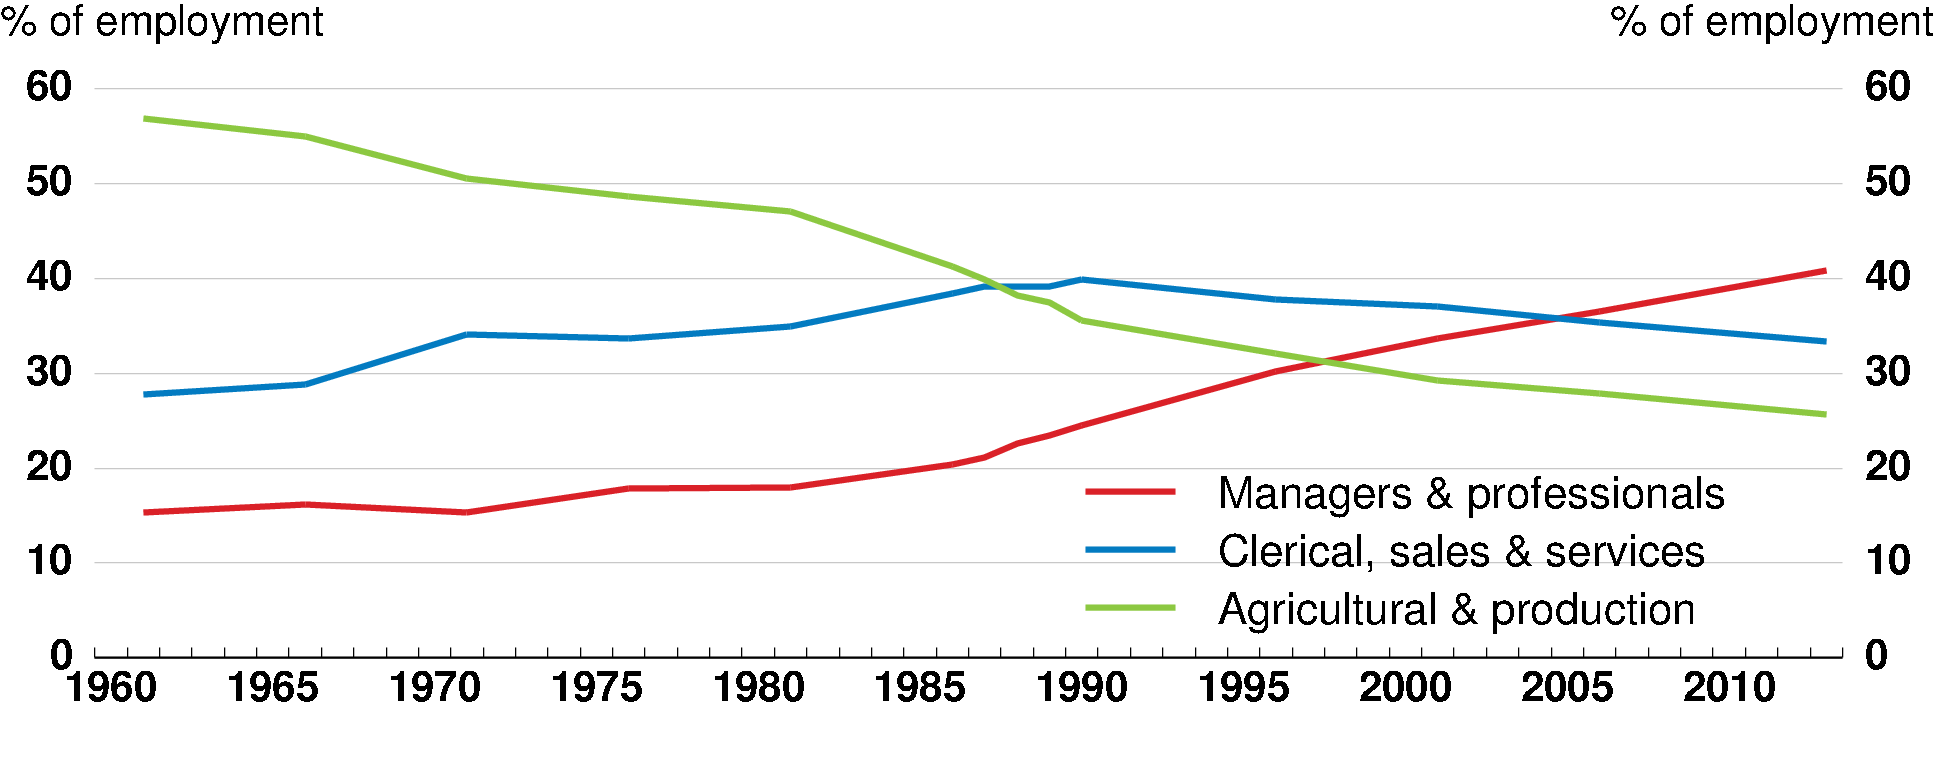 % of employment % of employment
60 60
50 50
40 40
30 30
20 20
Managers & professionals
Clerical, sales & services
10 10
Agricultural & production
0 0
1960 1965 1970 1975 1980 1985 1990 1995 2000 2005 2010